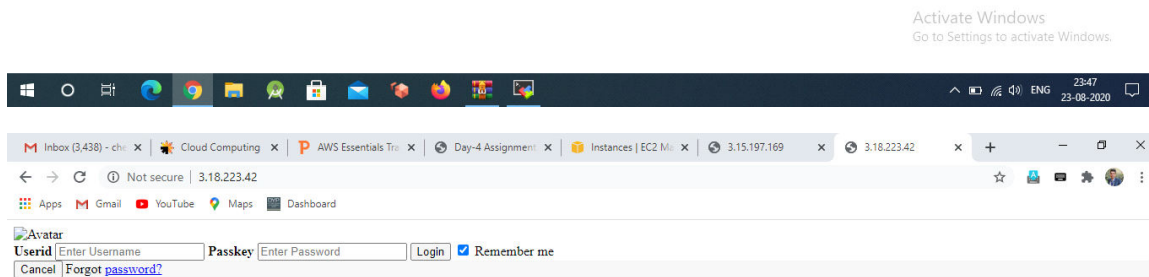 Activate Windows
Go to Settings to activate Windows.
ENG
23:47
23-08-2020
Inbox (3,438) - che
Cloud Computing
AWS Essentials Tra
Day-4 Assignment
Instances | EC2 Ma
3.15.197.169
3.18.223.42
Not secure | 3.18.223.42
Apps Gmail YouTube Maps Dashboard
Avatar
Userid Enter Username Passkey Enter Password Login Remember me
Cancel Forgot password?